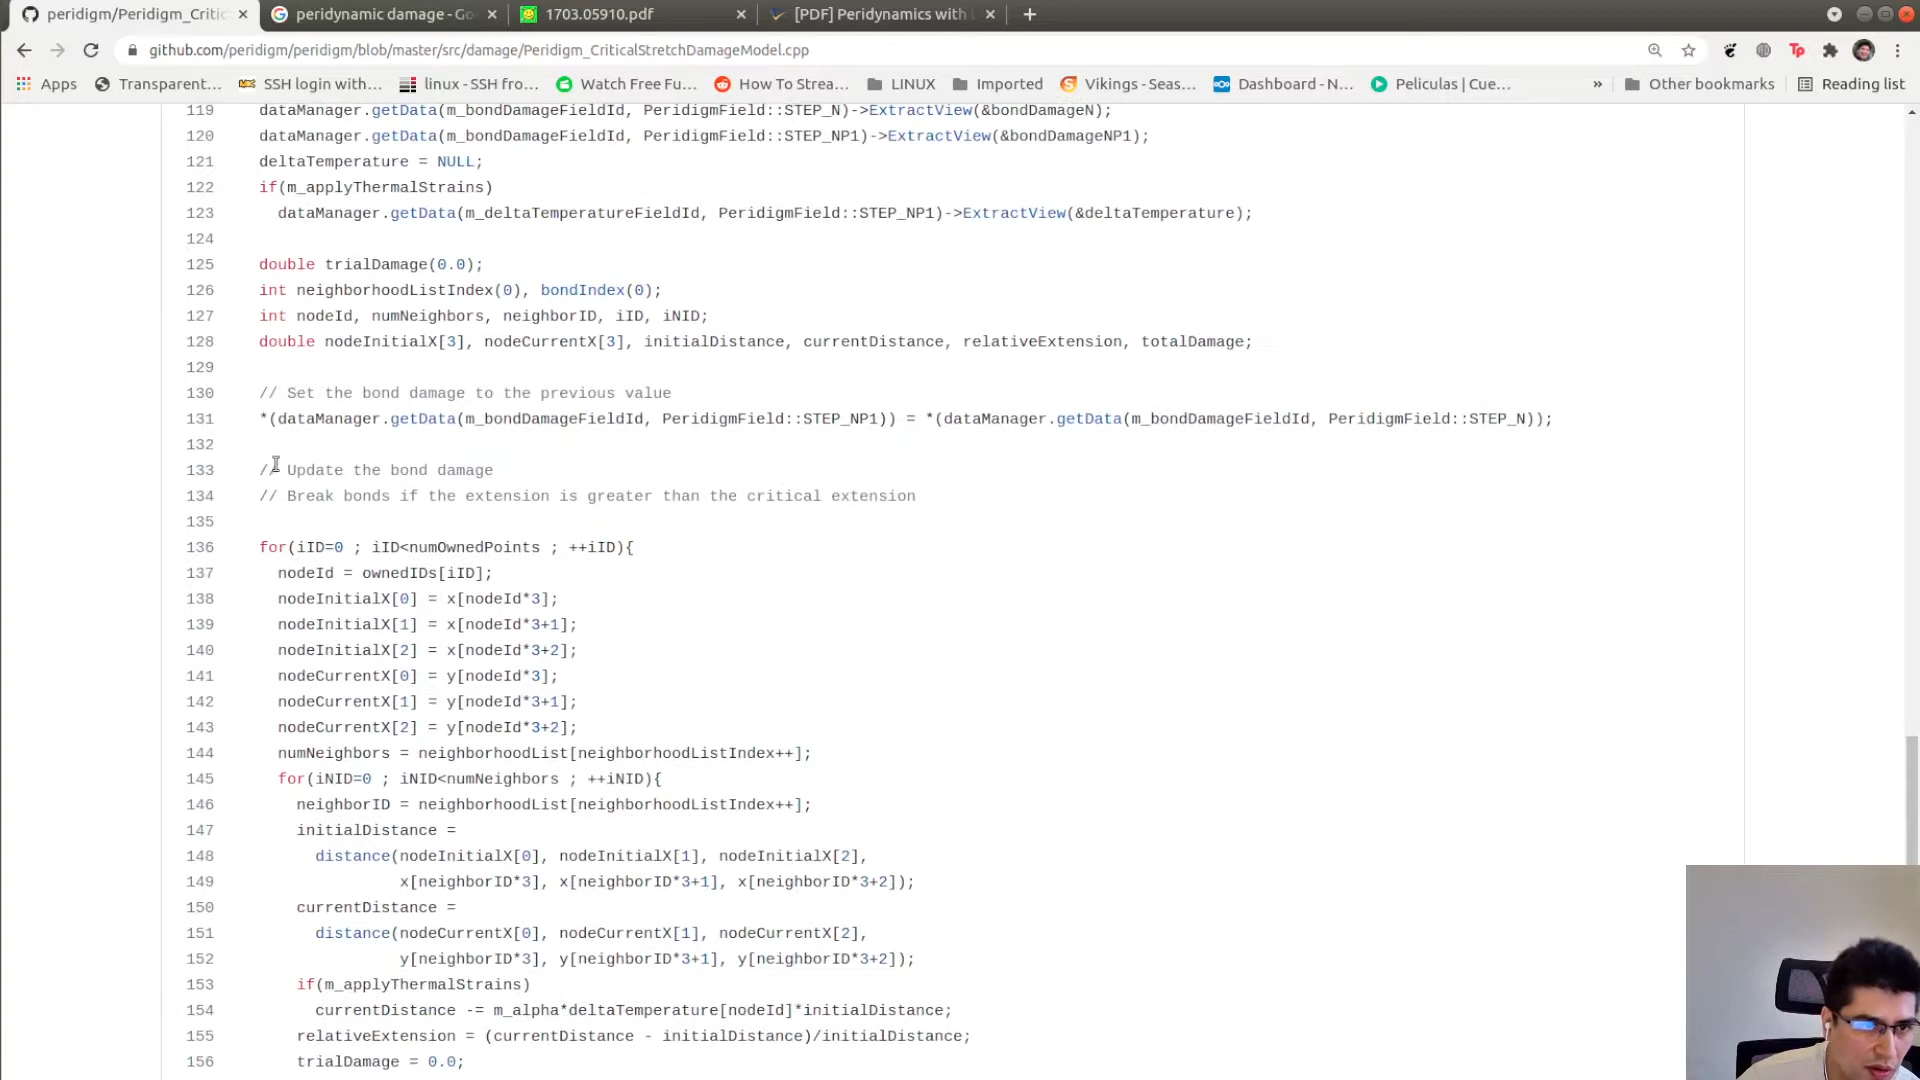 peridigm/Peridigm_Critic
peridynamic damage - Go
1703.05910.pdf
[PDF] Peridynamics with
github.com/peridigm/peridigm/blob/master/src/damage/Peridigm_CriticalStretchDamageModel.cpp
Apps
Transparent...
SSH login with...
linux - SSH fro...
Watch Free Fu...
How To Strea...
LINUX
Imported
Vikings - Seas...
Dashboard - N...
Peliculas | Cue...
»
Other bookmarks
Reading list
119 dataManager.getData(m_bondDamageFieldId, PeridigmField::STEP_N)->ExtractView(&bondDamageN);
120 dataManager.getData(m_bondDamageFieldId, PeridigmField::STEP_NP1)->ExtractView(&bondDamageNP1);
121 deltaTemperature = NULL;
122 if(m_applyThermalStrains)
123 dataManager.getData(m_deltaTemperatureFieldId, PeridigmField::STEP_NP1)->ExtractView(&deltaTemperature);
124
125 double trialDamage(0.0);
126 int neighborhoodListIndex(0), bondIndex(0);
127 int nodeId, numNeighbors, neighborID, iID, iNID;
128 double nodeInitialX[3], nodeCurrentX[3], initialDistance, currentDistance, relativeExtension, totalDamage;
129
130 // Set the bond damage to the previous value
131 *(dataManager.getData(m_bondDamageFieldId, PeridigmField::STEP_NP1)) = *(dataManager.getData(m_bondDamageFieldId, PeridigmField::STEP_N));
132
133 // Update the bond damage
134 // Break bonds if the extension is greater than the critical extension
135
136 for(iID=0 ; iID<numOwnedPoints ; ++iID){
137 nodeId = ownedIDs[iID];
138 nodeInitialX[0] = x[nodeId*3];
139 nodeInitialX[1] = x[nodeId*3+1];
140 nodeInitialX[2] = x[nodeId*3+2];
141 nodeCurrentX[0] = y[nodeId*3];
142 nodeCurrentX[1] = y[nodeId*3+1];
143 nodeCurrentX[2] = y[nodeId*3+2];
144 numNeighbors = neighborhoodList[neighborhoodListIndex++];
145 for(iNID=0 ; iNID<numNeighbors ; ++iNID){
146 neighborID = neighborhoodList[neighborhoodListIndex++];
147 initialDistance =
148 distance(nodeInitialX[0], nodeInitialX[1], nodeInitialX[2],
149 x[neighborID*3], x[neighborID*3+1], x[neighborID*3+2]);
150 currentDistance =
151 distance(nodeCurrentX[0], nodeCurrentX[1], nodeCurrentX[2],
152 y[neighborID*3], y[neighborID*3+1], y[neighborID*3+2]);
153 if(m_applyThermalStrains)
154 currentDistance -= m_alpha*deltaTemperature[nodeId]*initialDistance;
155 relativeExtension = (currentDistance - initialDistance)/initialDistance;
156 trialDamage = 0.0;